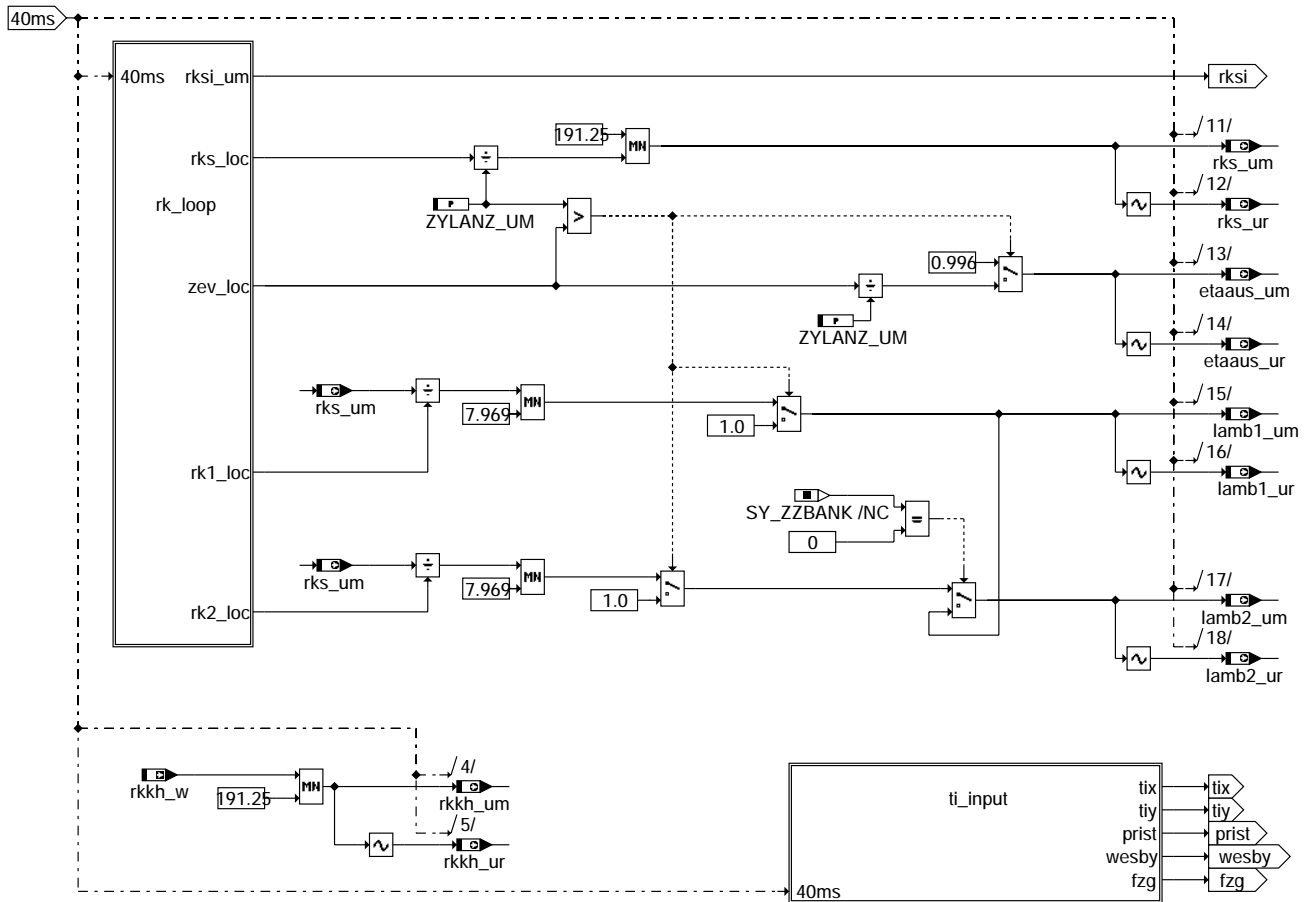 40ms
40ms rksi_um
rksi
191.25
MN
11/
rks_um
rks_loc
÷
12/
rks_ur
rk_loop
P
ZYLANZ_UM
>
13/
etaaus_um
0.996
zev_loc
÷
P
ZYLANZ_UM
14/
etaaus_ur
rks_um
÷
7.969
MN
1.0
15/
lamb1_um
16/
lamb1_ur
rk1_loc
SY_ZZBANK /NC
=
0
rks_um
÷
7.969
MN
1.0
17/
lamb2_um
rk2_loc
18/
lamb2_ur
rkkh_w
191.25
MN
4/
rkkh_um
5/
rkkh_ur
ti_input
tix
tix
tiy
tiy
prist
prist
wesby
wesby
40ms
fzg
fzg